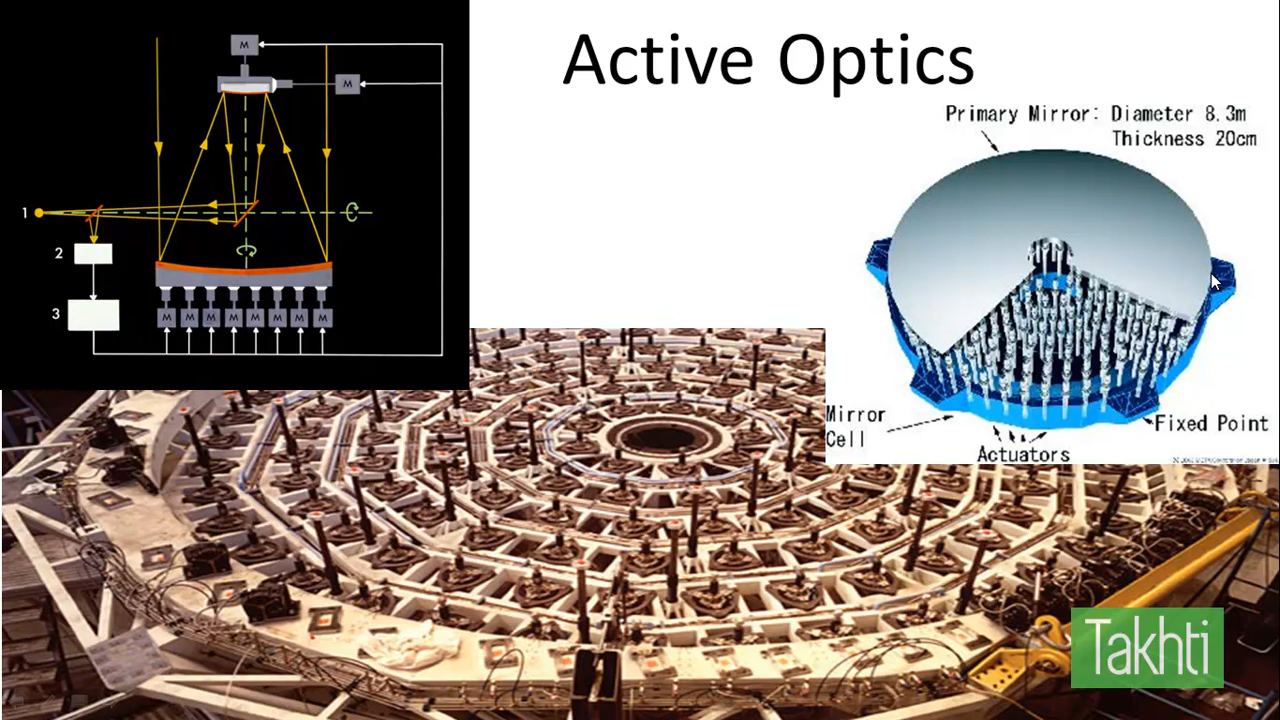 Active Optics
M
M
1
2
3
M M M M M M M M
Primary Mirror: Diameter 8.3m
Thickness 20cm
Mirror
Cell
Actuators
Fixed Point
Takhti